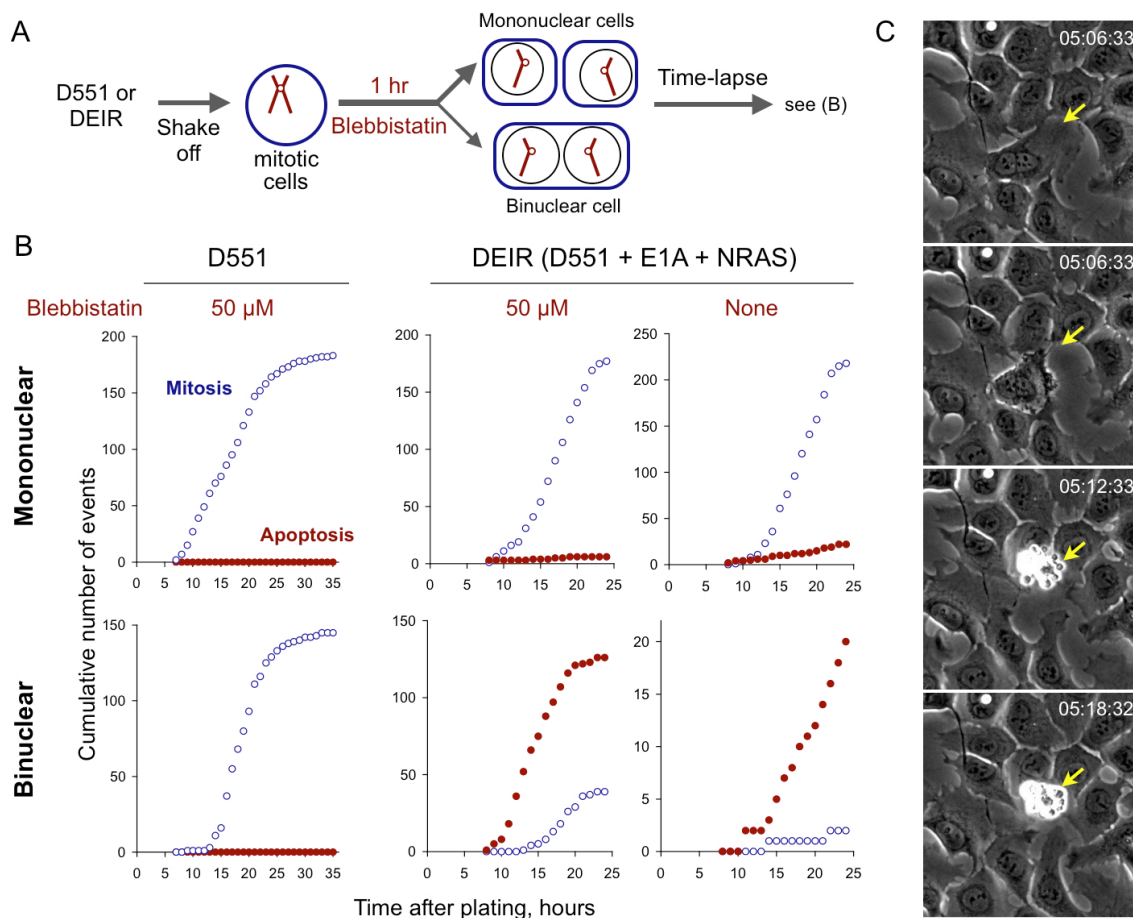 A
D551 or
DEIR
Shake
off
mitotic
cells
1 hr
Blebbistatin
Mononuclear cells
Binuclear cell
Time-lapse
see (B)
B
D551
DEIR (D551 + E1A + NRAS)
Blebbistatin
50 µM
50 µM
None
Mononuclear
Binuclear
Cumulative number of events
200
150
100
50
0
0 5 10 15 20 25 30 35
Mitosis
Apoptosis
200
150
100
50
0
0 5 10 15 20 25
250
200
150
100
50
0
0 5 10 15 20 25
150
100
50
0
0 5 10 15 20 25 30 35
150
100
50
0
0 5 10 15 20 25
20
15
10
5
0
0 5 10 15 20 25
Time after plating, hours
C
05:06:33
05:06:33
05:12:33
05:18:32